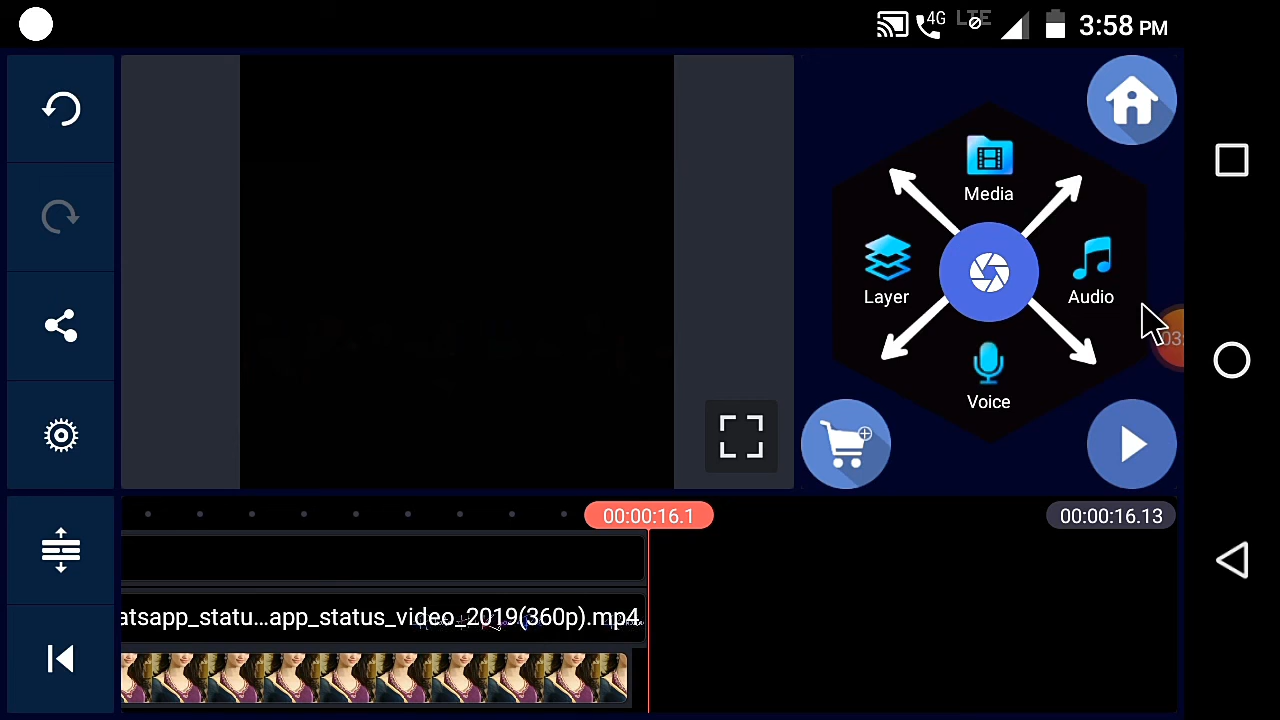 4G LTE 3:58 PM
Media
Layer
Audio
03:
Voice
00:00:16.1
00:00:16.13
atsapp_statu...app_status_video_2019(360p).mp4